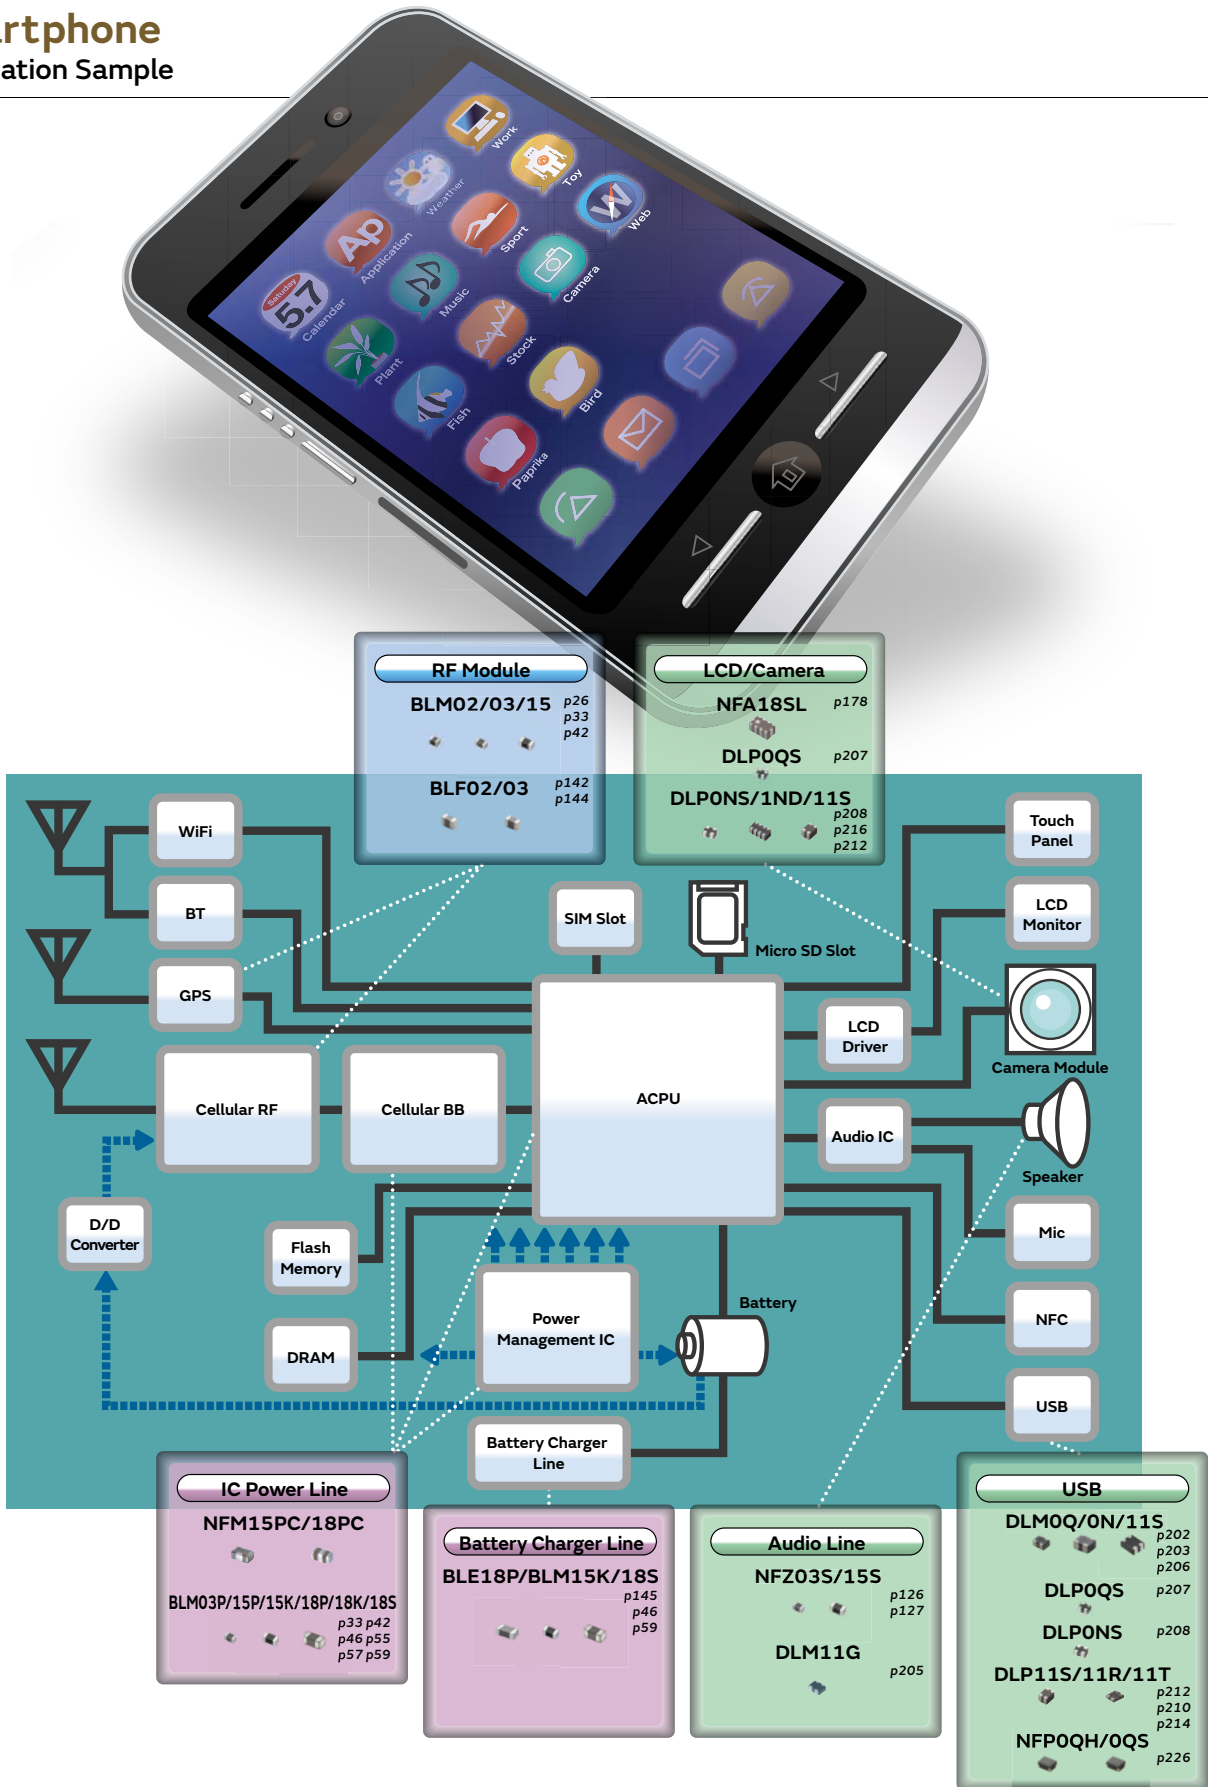 artphone
ation Sample
Work
Toy
Web
Weather
Sport
Camera
Ap
Application
Music
Stock
Bird
Saturday
5.7
Calendar
Plant
Fish
Paprika
RF Module
BLM02/03/15 p26
p33
p42
BLF02/03 p142
p144
LCD/Camera
NFA18SL p178
DLP0QS p207
DLP0NS/1ND/11S
p208
p216
p212
WiFi
BT
GPS
Cellular RF
Cellular BB
SIM Slot
Micro SD Slot
ACPU
Touch
Panel
LCD
Monitor
LCD
Driver
Camera Module
Audio IC
Speaker
Mic
NFC
USB
D/D
Converter
Flash
Memory
DRAM
Power
Management IC
Battery
Battery Charger
Line
IC Power Line
NFM15PC/18PC
BLM03P/15P/15K/18P/18K/18S
p33 p42
p46 p55
p57 p59
Battery Charger Line
BLE18P/BLM15K/18S
p145
p46
p59
Audio Line
NFZ03S/15S
p126
p127
DLM11G
p205
USB
DLM0Q/0N/11S
p202
p203
p206
DLP0QS p207
DLP0NS p208
DLP11S/11R/11T
p212
p210
p214
NFP0QH/0QS
p226